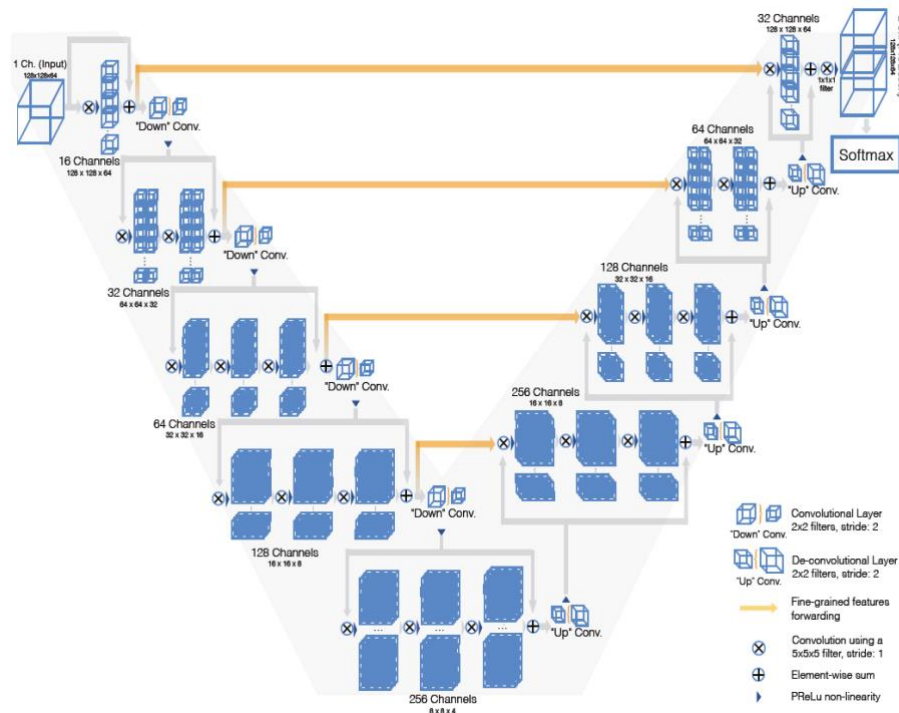 1 Ch. (Input)
128x128x64
"Down" Conv.
16 Channels
128 x 128 x 64
"Down" Conv.
32 Channels
64 x 64 x 32
"Down" Conv.
64 Channels
32 x 32 x 16
"Down" Conv.
128 Channels
16 x 16 x 8
256 Channels
8 x 8 x 4
"Up" Conv.
256 Channels
16 x 16 x 8
"Up" Conv.
128 Channels
32 x 32 x 16
"Up" Conv.
64 Channels
64 x 64 x 32
"Up" Conv.
32 Channels
128 x 128 x 64
1x1x1
filter
128x128x64
Softmax
"Down" Conv.
Convolutional Layer
2x2 filters, stride: 2
"Up" Conv.
De-convolutional Layer
2x2 filters, stride: 2
Fine-grained features
forwarding
Convolution using a
5x5x5 filter, stride: 1
Element-wise sum
PReLu non-linearity